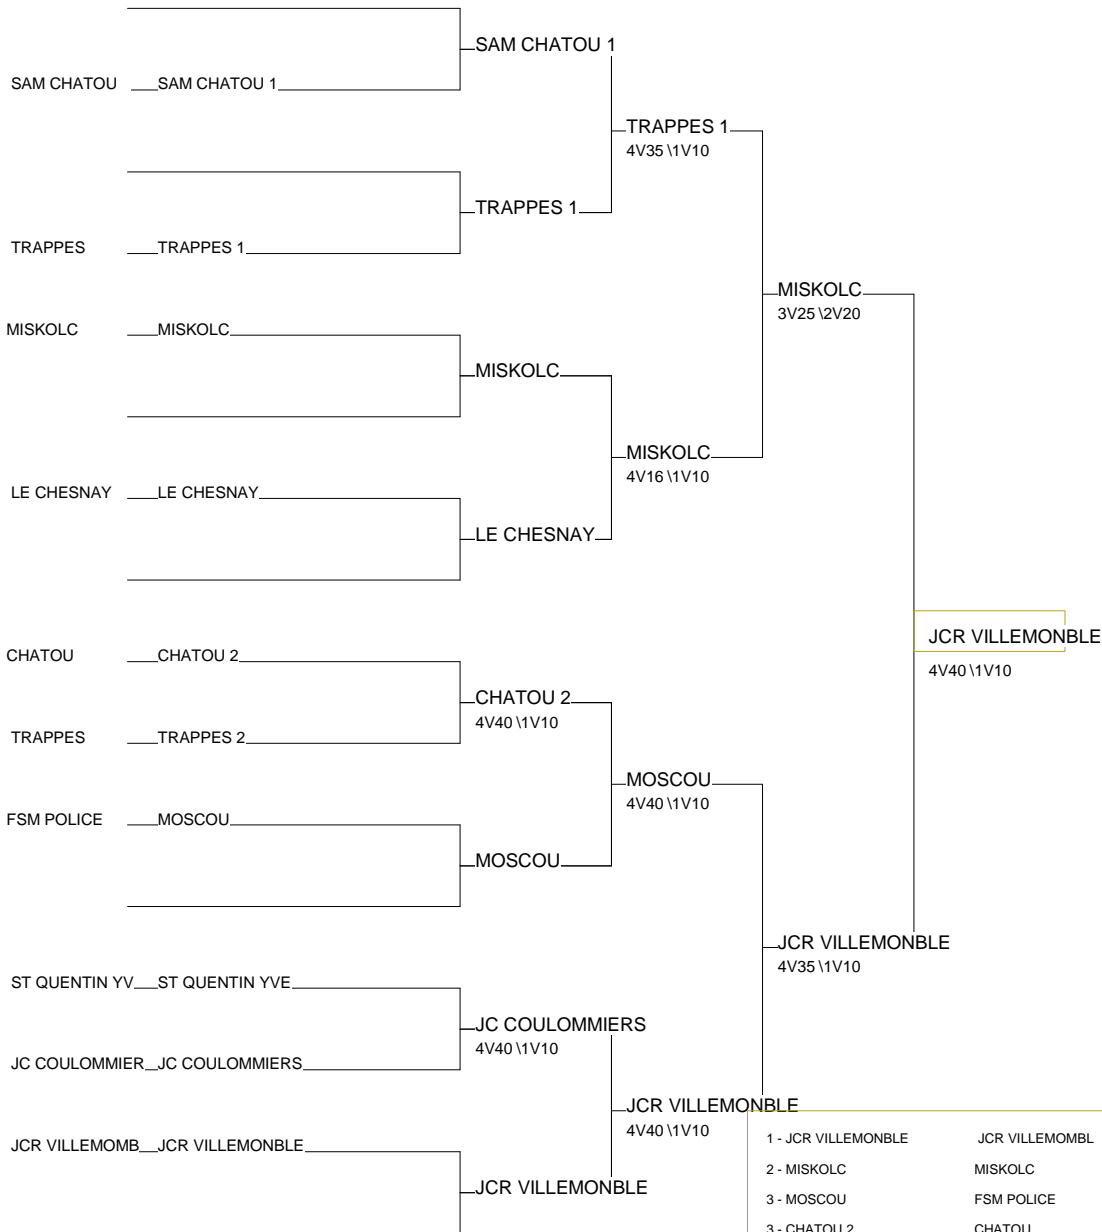 SAM CHATOU 1
SAM CHATOU SAM CHATOU 1
TRAPPES 1
4V35 \1V10
TRAPPES 1
TRAPPES TRAPPES 1
MISKOLC
3V25 \2V20
MISKOLC MISKOLC
MISKOLC
MISKOLC
4V16 \1V10
LE CHESNAY LE CHESNAY
LE CHESNAY
JCR VILLEMONBLE
4V40 \1V10
CHATOU CHATOU 2
CHATOU 2
4V40 \1V10
TRAPPES TRAPPES 2
MOSCOU
4V40 \1V10
FSM POLICE MOSCOU
MOSCOU
JCR VILLEMONBLE
4V35 \1V10
ST QUENTIN YV ST QUENTIN YVE
JC COULOMMIERS
4V40 \1V10
JC COULOMMIER JC COULOMMIERS
JCR VILLEMONBLE
4V40 \1V10
JCR VILLEMOMB JCR VILLEMONBLE
JCR VILLEMONBLE
1 - JCR VILLEMONBLE JCR VILLEMOMBL
2 - MISKOLC MISKOLC
3 - MOSCOU FSM POLICE
3 - CHATOU 2 CHATOU